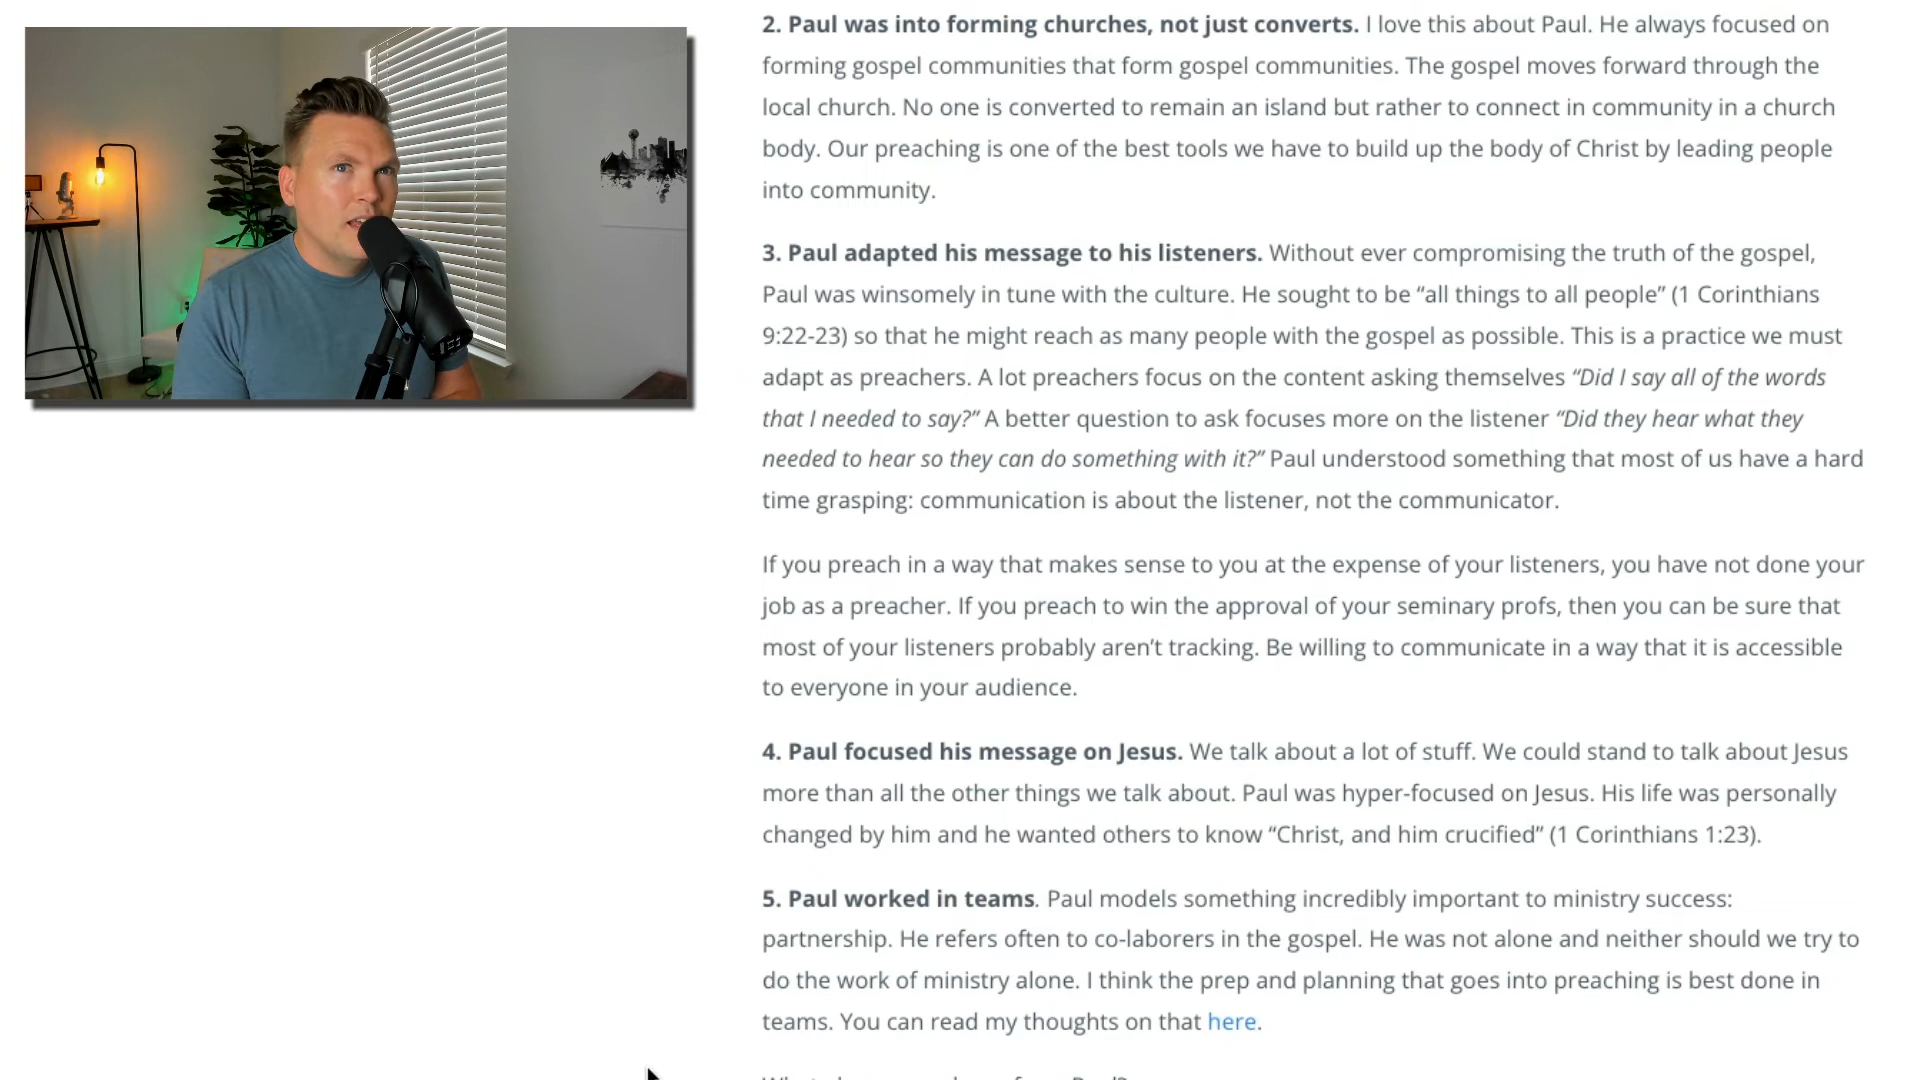 2. Paul was into forming churches, not just converts. I love this about Paul. He always focused on
forming gospel communities that form gospel communities. The gospel moves forward through the
local church. No one is converted to remain an island but rather to connect in community in a church
body. Our preaching is one of the best tools we have to build up the body of Christ by leading people
into community.
3. Paul adapted his message to his listeners. Without ever compromising the truth of the gospel,
Paul was winsomely in tune with the culture. He sought to be “all things to all people” (1 Corinthians
9:22-23) so that he might reach as many people with the gospel as possible. This is a practice we must
adapt as preachers. A lot preachers focus on the content asking themselves “Did I say all of the words
that I needed to say?” A better question to ask focuses more on the listener “Did they hear what they
needed to hear so they can do something with it?” Paul understood something that most of us have a hard
time grasping: communication is about the listener, not the communicator.
If you preach in a way that makes sense to you at the expense of your listeners, you have not done your
job as a preacher. If you preach to win the approval of your seminary profs, then you can be sure that
most of your listeners probably aren’t tracking. Be willing to communicate in a way that it is accessible
to everyone in your audience.
4. Paul focused his message on Jesus. We talk about a lot of stuff. We could stand to talk about Jesus
more than all the other things we talk about. Paul was hyper-focused on Jesus. His life was personally
changed by him and he wanted others to know “Christ, and him crucified” (1 Corinthians 1:23).
5. Paul worked in teams. Paul models something incredibly important to ministry success:
partnership. He refers often to co-laborers in the gospel. He was not alone and neither should we try to
do the work of ministry alone. I think the prep and planning that goes into preaching is best done in
teams. You can read my thoughts on that here.